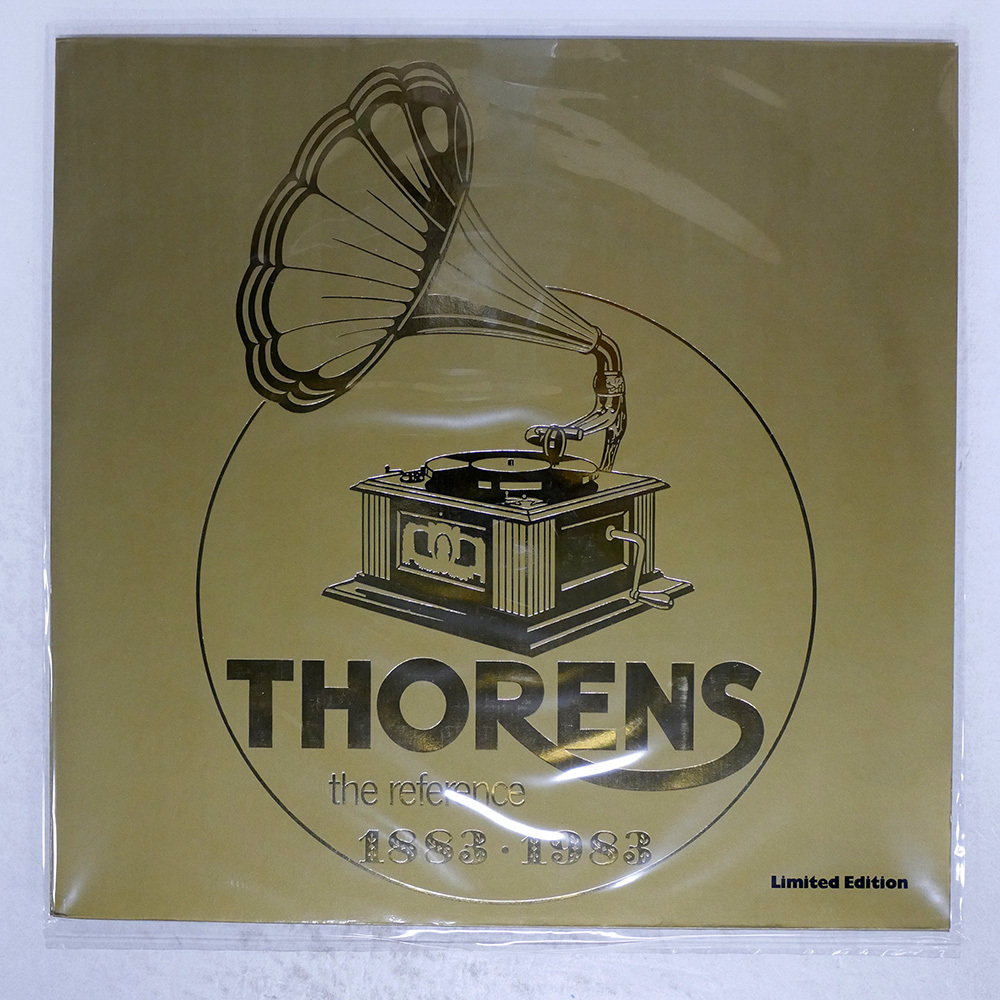 THORENS
the reference
1883 · 1983
Limited Edition